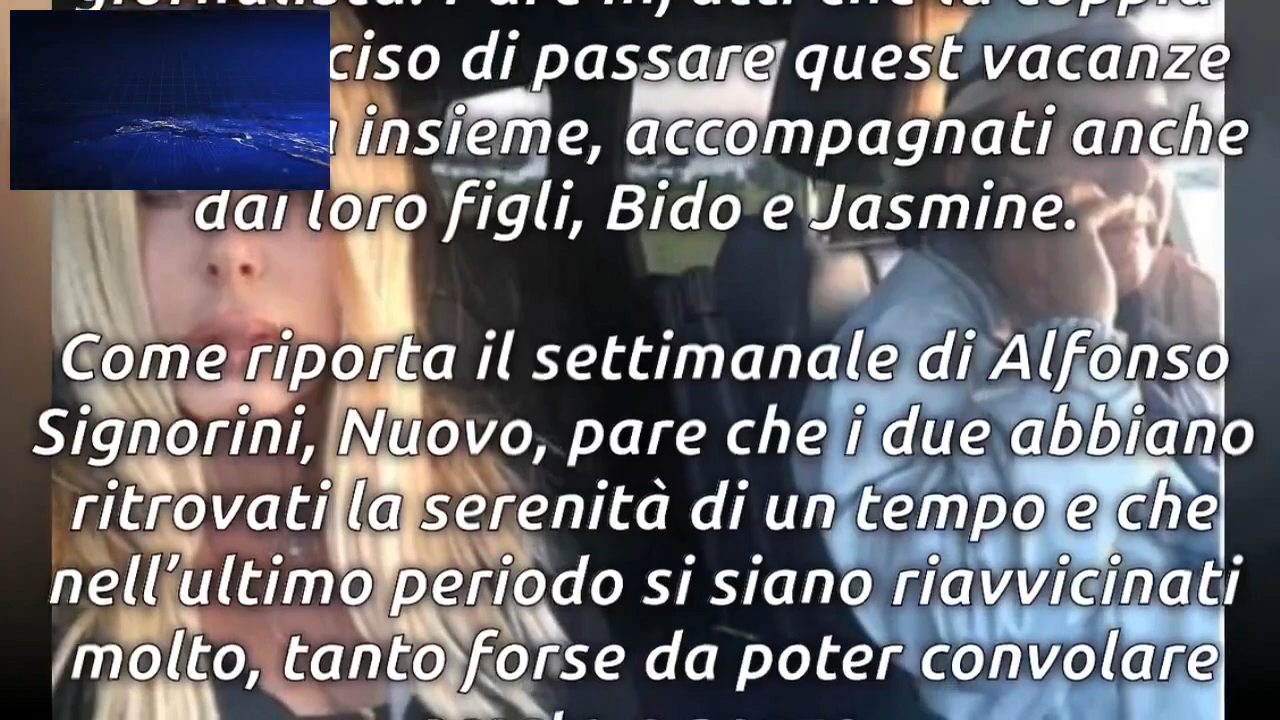 giornalista. Pare infatti che la coppia
ciso di passare quest vacanze
insieme, accompagnati anche
dai loro figli, Bido e Jasmine.
Come riporta il settimanale di Alfonso
Signorini, Nuovo, pare che i due abbiano
ritrovati la serenità di un tempo e che
nell’ultimo periodo si siano riavvicinati
molto, tanto forse da poter convolare